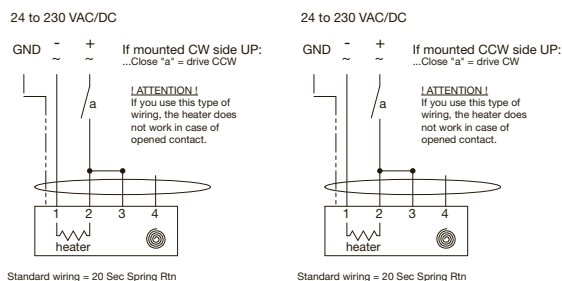 24 to 230 VAC/DC
GND - +
~ ~
If mounted CW side UP:
...Close "a" = drive CCW
a
! ATTENTION !
If you use this type of
wiring, the heater does
not work in case of
opened contact.
1 2 3 4
heater
Standard wiring = 20 Sec Spring Rtn
24 to 230 VAC/DC
GND - +
~ ~
If mounted CCW side UP:
...Close "a" = drive CW
a
! ATTENTION !
If you use this type of
wiring, the heater does
not work in case of
opened contact.
1 2 3 4
heater
Standard wiring = 20 Sec Spring Rtn